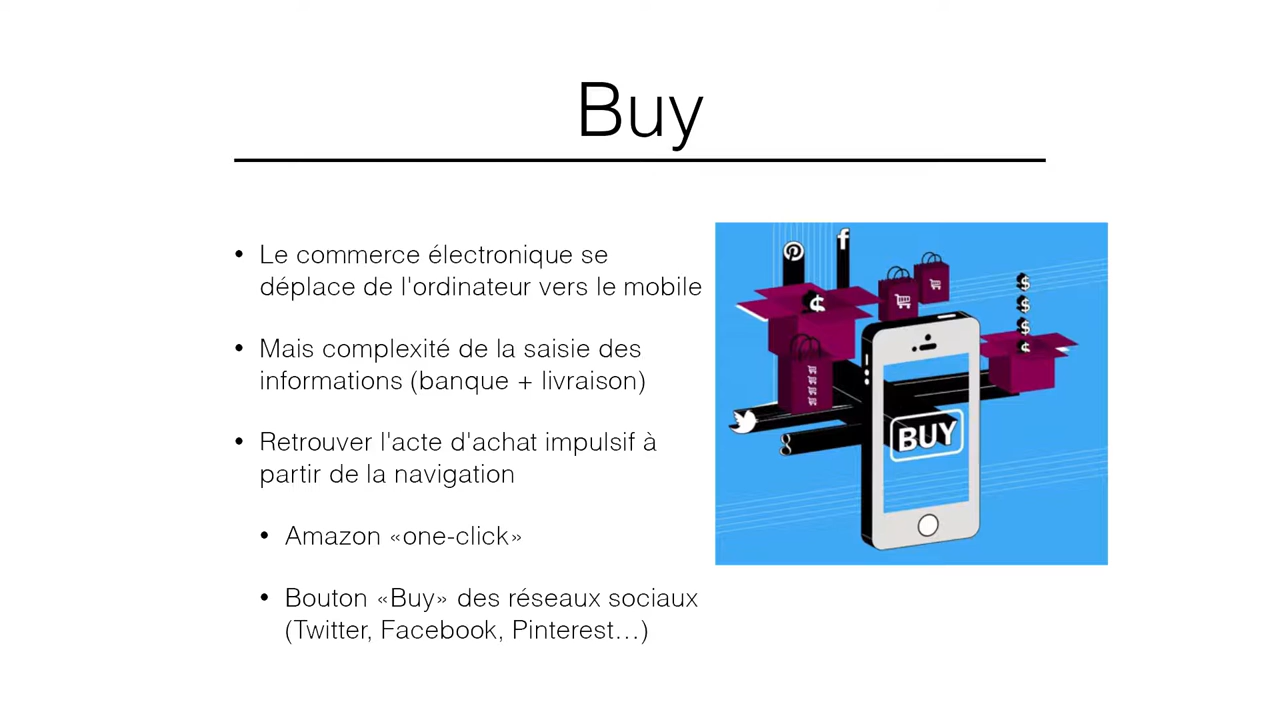 Buy
• Le commerce électronique se
déplace de l'ordinateur vers le mobile
• Mais complexité de la saisie des
informations (banque + livraison)
• Retrouver l'acte d'achat impulsif à
partir de la navigation
• Amazon «one-click»
• Bouton «Buy» des réseaux sociaux
(Twitter, Facebook, Pinterest…)
f
$
$
$
$
$
8
BUY